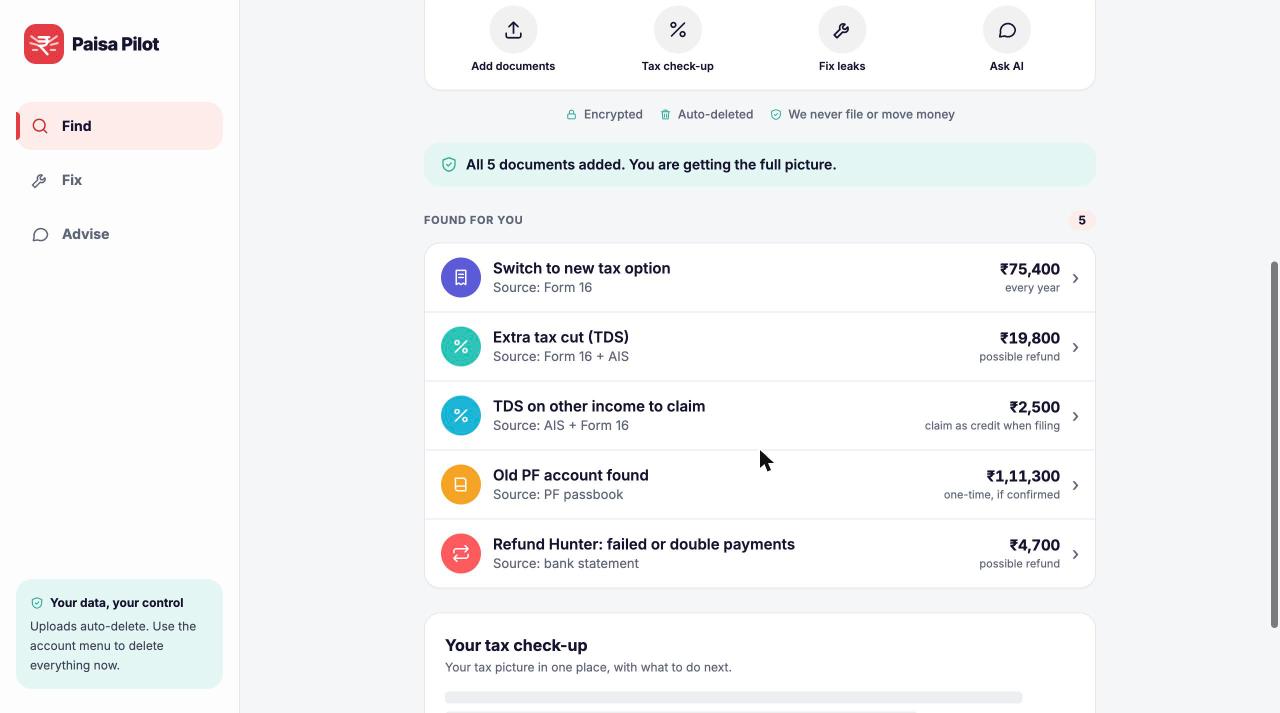 Paisa Pilot
Find
Fix
Advise
Your data, your control
Uploads auto-delete. Use the
account menu to delete
everything now.
Add documents
Tax check-up
Fix leaks
Ask AI
Encrypted
Auto-deleted
We never file or move money
All 5 documents added. You are getting the full picture.
FOUND FOR YOU
5
Switch to new tax option
Source: Form 16
₹75,400
every year
Extra tax cut (TDS)
Source: Form 16 + AIS
₹19,800
possible refund
TDS on other income to claim
Source: AIS + Form 16
₹2,500
claim as credit when filing
Old PF account found
Source: PF passbook
₹1,11,300
one-time, if confirmed
Refund Hunter: failed or double payments
Source: bank statement
₹4,700
possible refund
Your tax check-up
Your tax picture in one place, with what to do next.